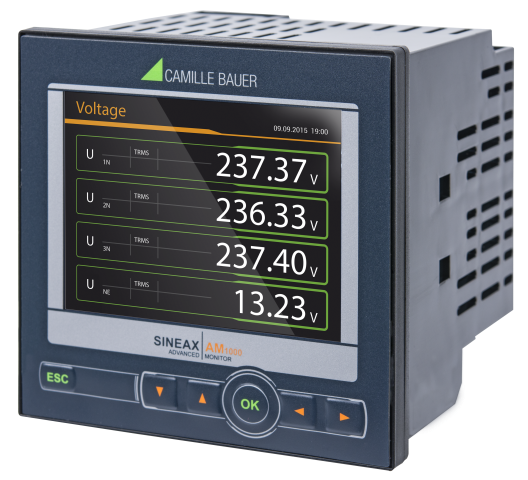 CAMILLE BAUER
Voltage
09.09.2015 19:00
U 1N TRMS 237.37 V
U 2N TRMS 236.33 V
U 3N TRMS 237.40 V
U NE TRMS 13.23 V
SINEAX AM1000
ADVANCED MONITOR
ESC
OK